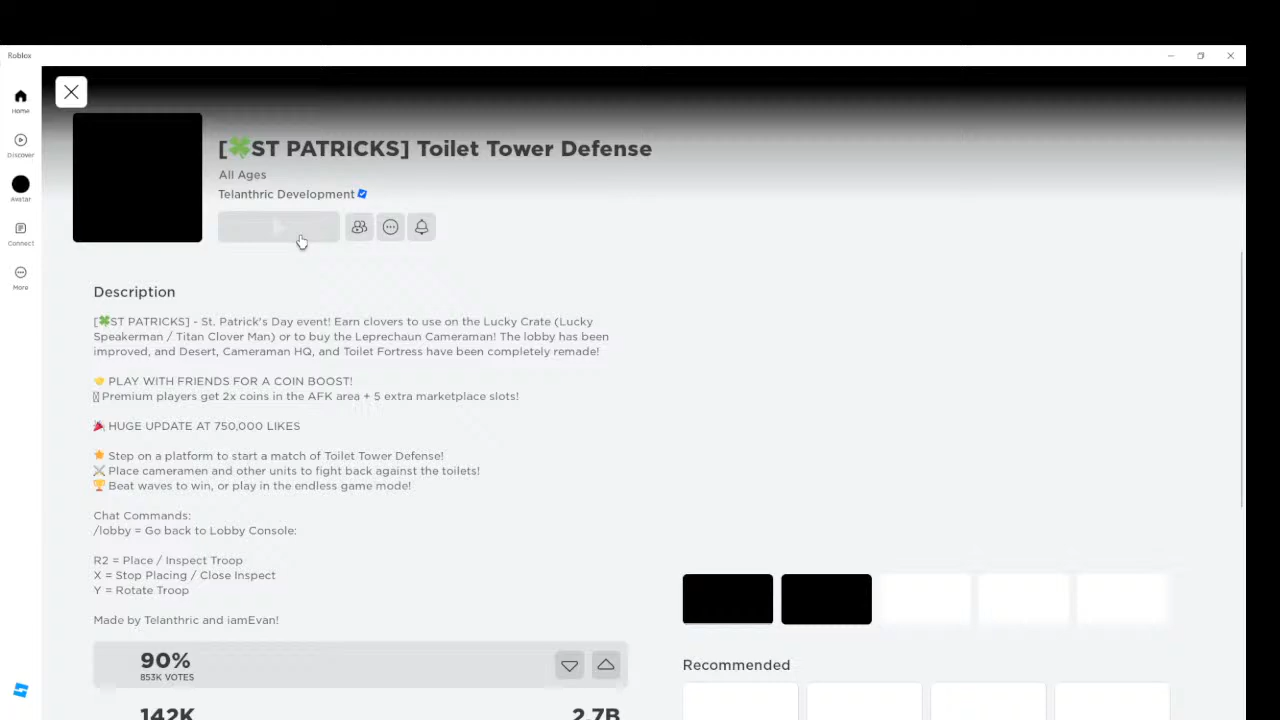 Roblox
Home
Discover
Avatar
Connect
More
[🍀ST PATRICKS] Toilet Tower Defense
All Ages
Telanthric Development
Description
[🍀ST PATRICKS] - St. Patrick's Day event! Earn clovers to use on the Lucky Crate (Lucky
Speakerman / Titan Clover Man) or to buy the Leprechaun Cameraman! The lobby has been
improved, and Desert, Cameraman HQ, and Toilet Fortress have been completely remade!
🤝 PLAY WITH FRIENDS FOR A COIN BOOST!
Premium players get 2x coins in the AFK area + 5 extra marketplace slots!
🎉 HUGE UPDATE AT 750,000 LIKES
⭐ Step on a platform to start a match of Toilet Tower Defense!
⚔️ Place cameramen and other units to fight back against the toilets!
🏆 Beat waves to win, or play in the endless game mode!
Chat Commands:
/lobby = Go back to Lobby Console:
R2 = Place / Inspect Troop
X = Stop Placing / Close Inspect
Y = Rotate Troop
Made by Telanthric and iamEvan!
90%
853K VOTES
142K 2.7B
Recommended